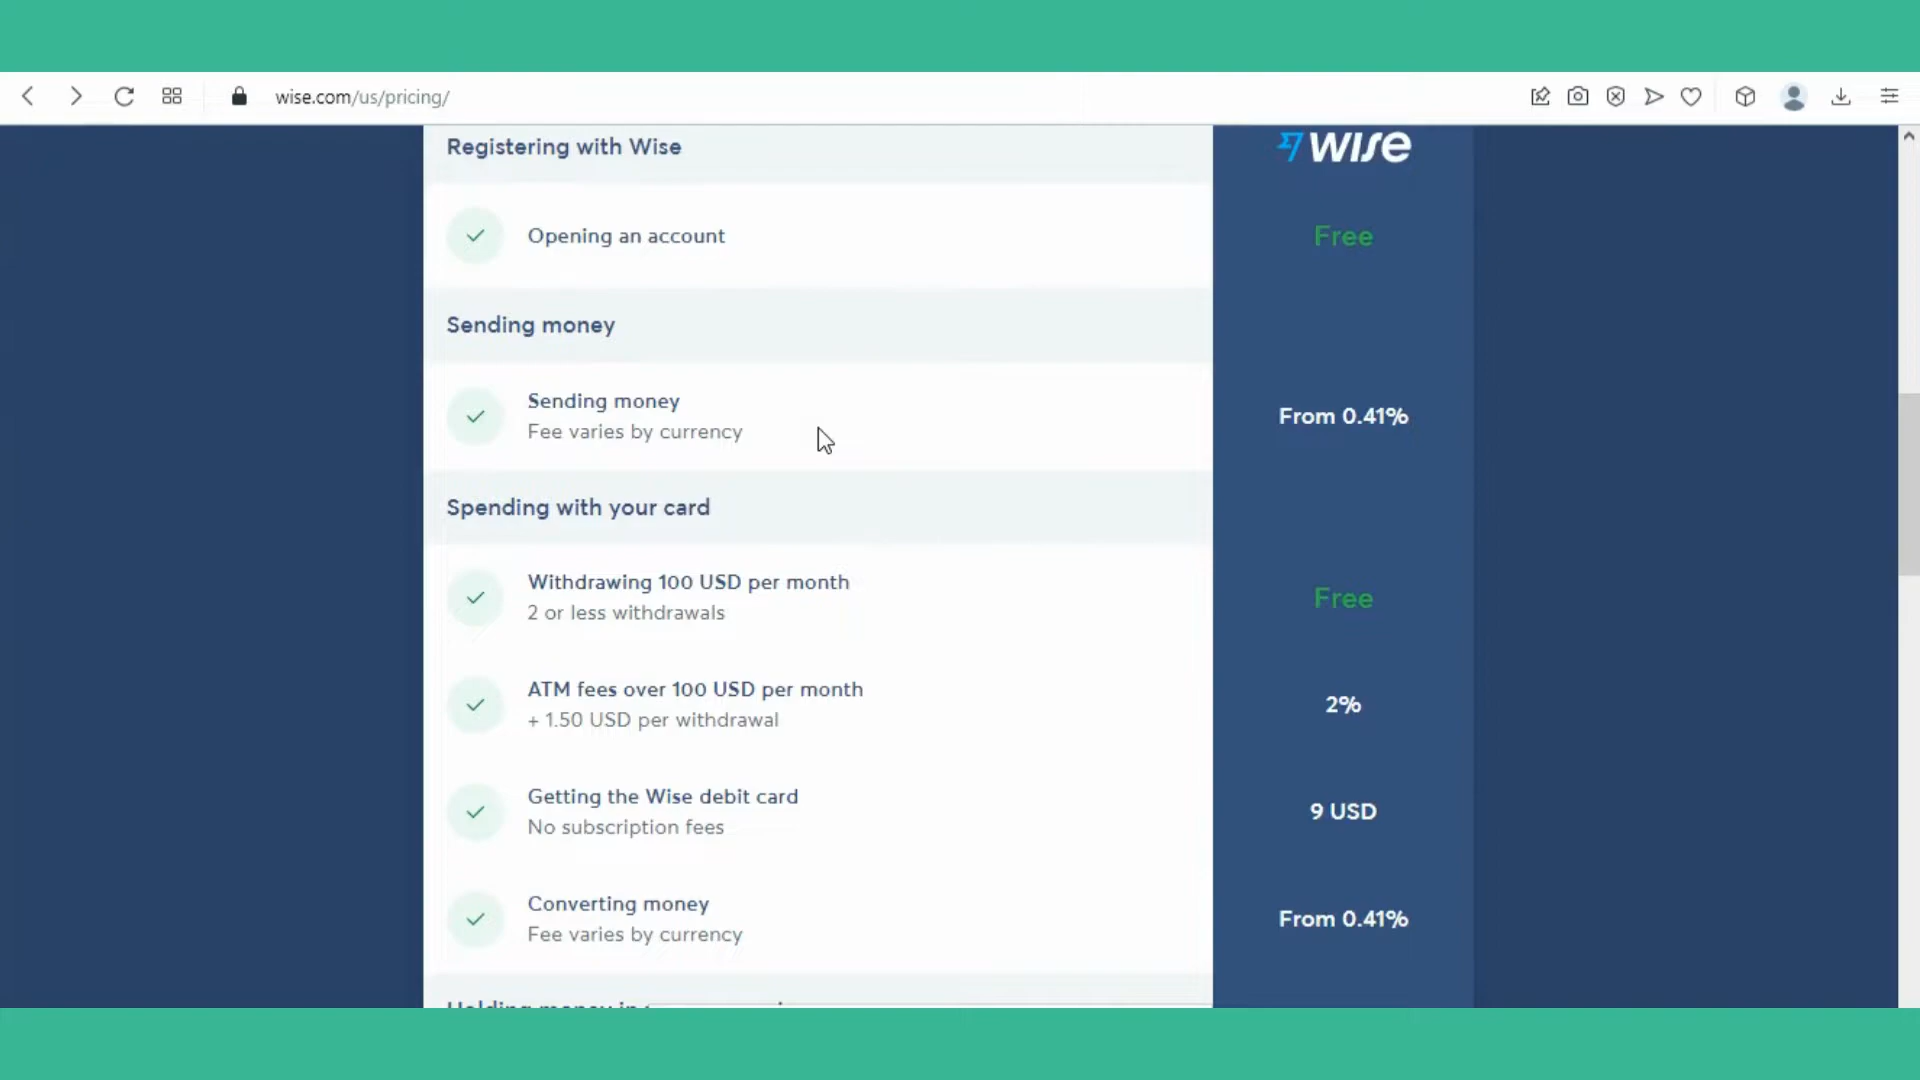 wise.com/us/pricing/
Registering with Wise
WISE
Opening an account
Free
Sending money
Sending money
Fee varies by currency
From 0.41%
Spending with your card
Withdrawing 100 USD per month
2 or less withdrawals
Free
ATM fees over 100 USD per month
+ 1.50 USD per withdrawal
2%
Getting the Wise debit card
No subscription fees
9 USD
Converting money
Fee varies by currency
From 0.41%
Holding money in